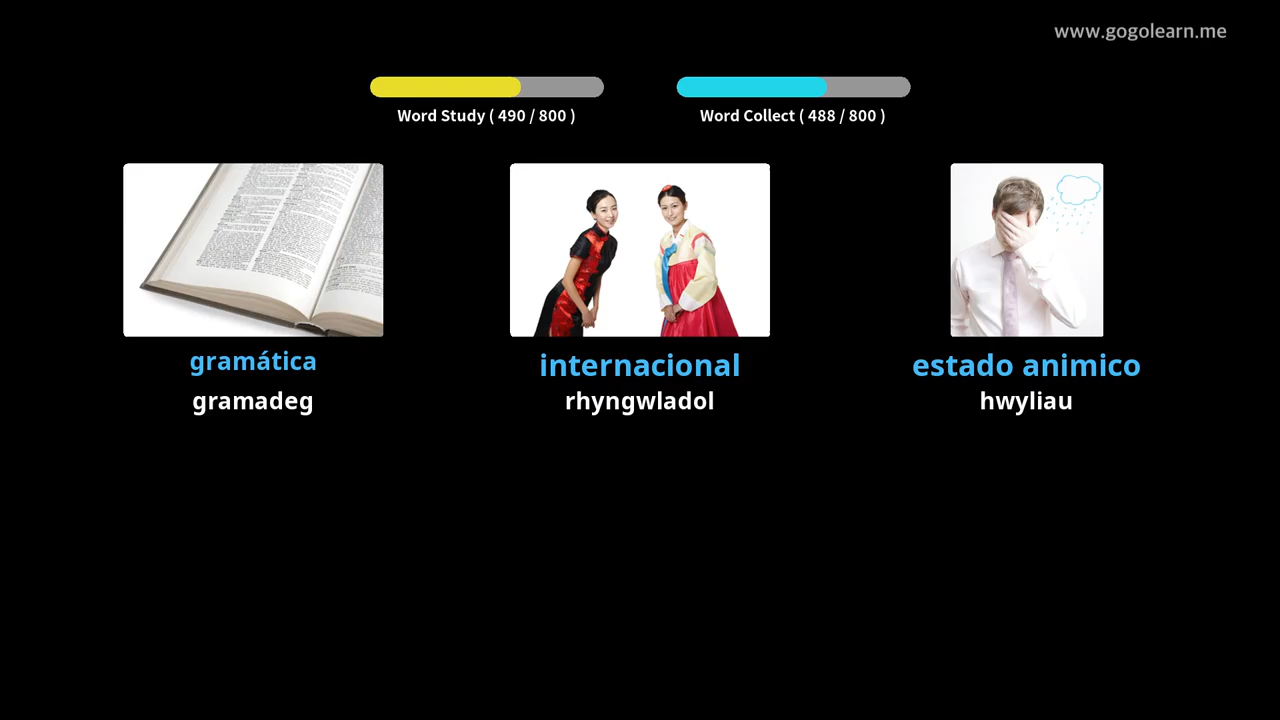 www.gogolearn.me
Word Study ( 490 / 800 )
Word Collect ( 488 / 800 )
gramática
internacional
estado animico
gramadeg
rhyngwladol
hwyliau